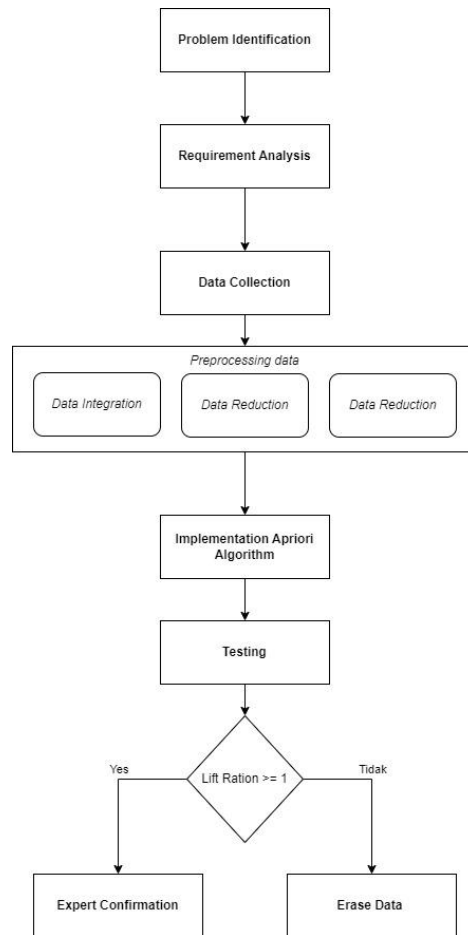 Problem Identification
Requirement Analysis
Data Collection
Preprocessing data
Data Integration
Data Reduction
Data Reduction
Implementation Apriori
Algorithm
Testing
Lift Ration >= 1
Yes
Tidak
Expert Confirmation
Erase Data